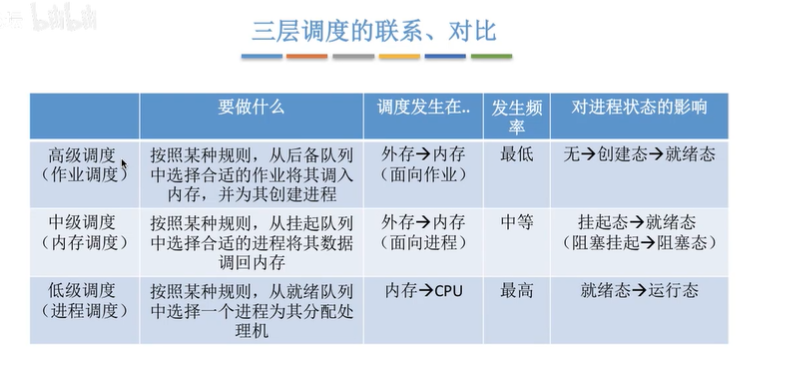 bilibili
三层调度的联系、对比
要做什么
调度发生在..
发生频
率
对进程状态的影响
高级调度
（作业调度）
按照某种规则，从后备队列
中选择合适的作业将其调入
内存，并为其创建进程
外存→内存
（面向作业）
最低
无→创建态→就绪态
中级调度
（内存调度）
按照某种规则，从挂起队列
中选择合适的进程将其数据
调回内存
外存→内存
（面向进程）
中等
挂起态→就绪态
（阻塞挂起→阻塞态）
低级调度
（进程调度）
按照某种规则，从就绪队列
中选择一个进程为其分配处
理机
内存→CPU
最高
就绪态→运行态